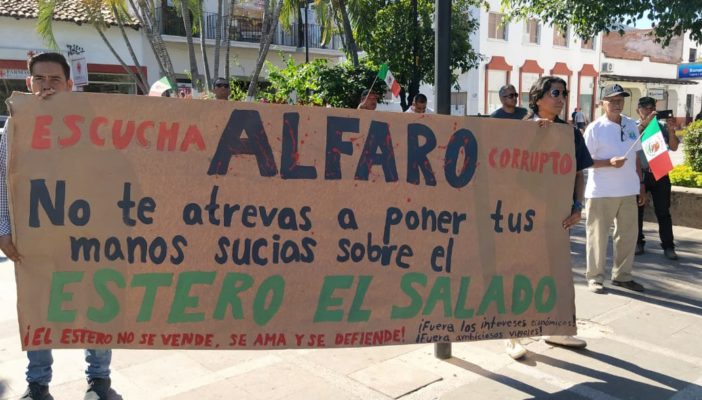 ESCUCHA ALFARO CORRUPTO
No te atrevas a poner tus
manos sucias sobre el
ESTERO EL SALADO
¡EL ESTERO NO SE VENDE, SE AMA Y SE DEFIENDE!
¡Fuera los intereses económicos!
¡Fuera ambiciosos viejales!